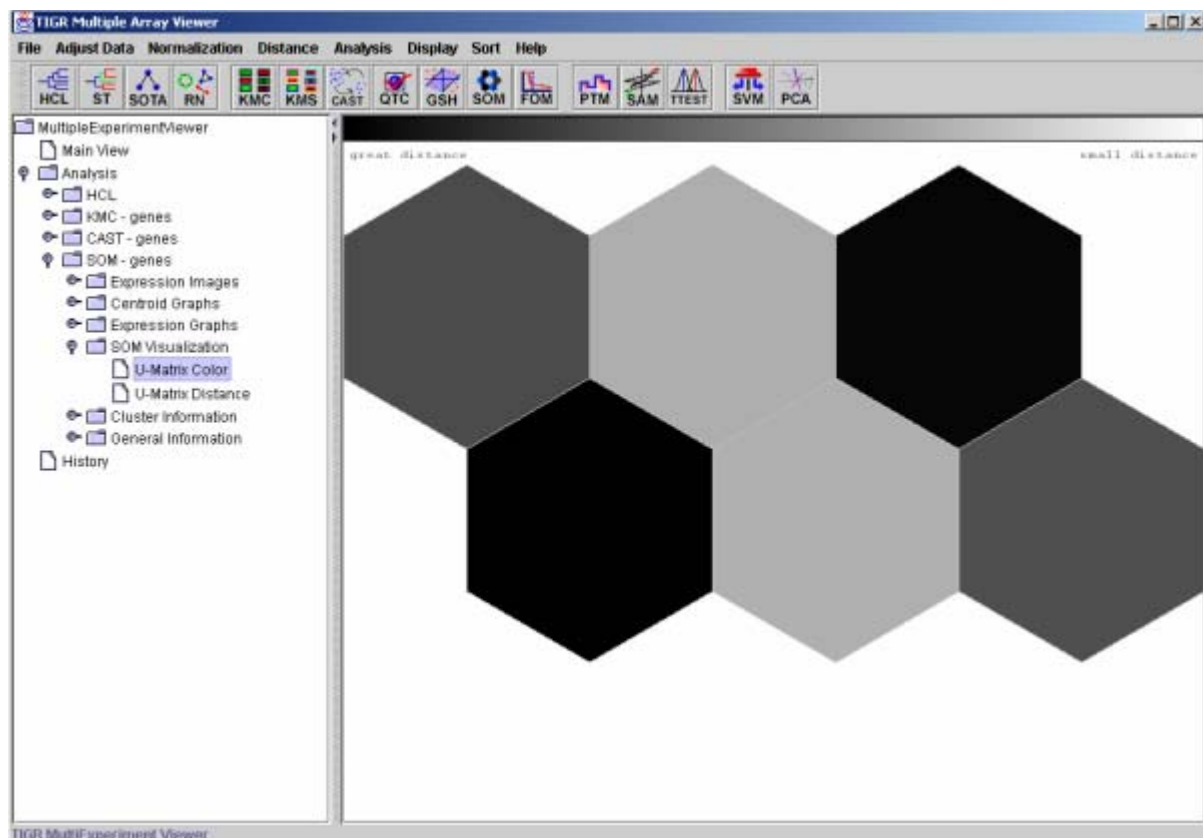 TIGR Multiple Array Viewer
File Adjust Data Normalization Distance Analysis Display Sort Help
HCL ST SOTA RN KMC KMS CAST QTC GSH SOM FOM PTM SAM TTEST SVM PCA
MultipleExperimentViewer
Main View
Analysis
HCL
KMC - genes
CAST - genes
SOM - genes
Expression Images
Centroid Graphs
Expression Graphs
SOM Visualization
U-Matrix Color
U-Matrix Distance
Cluster Information
General Information
History
great distance small distance
TIGR MultiExperiment Viewer